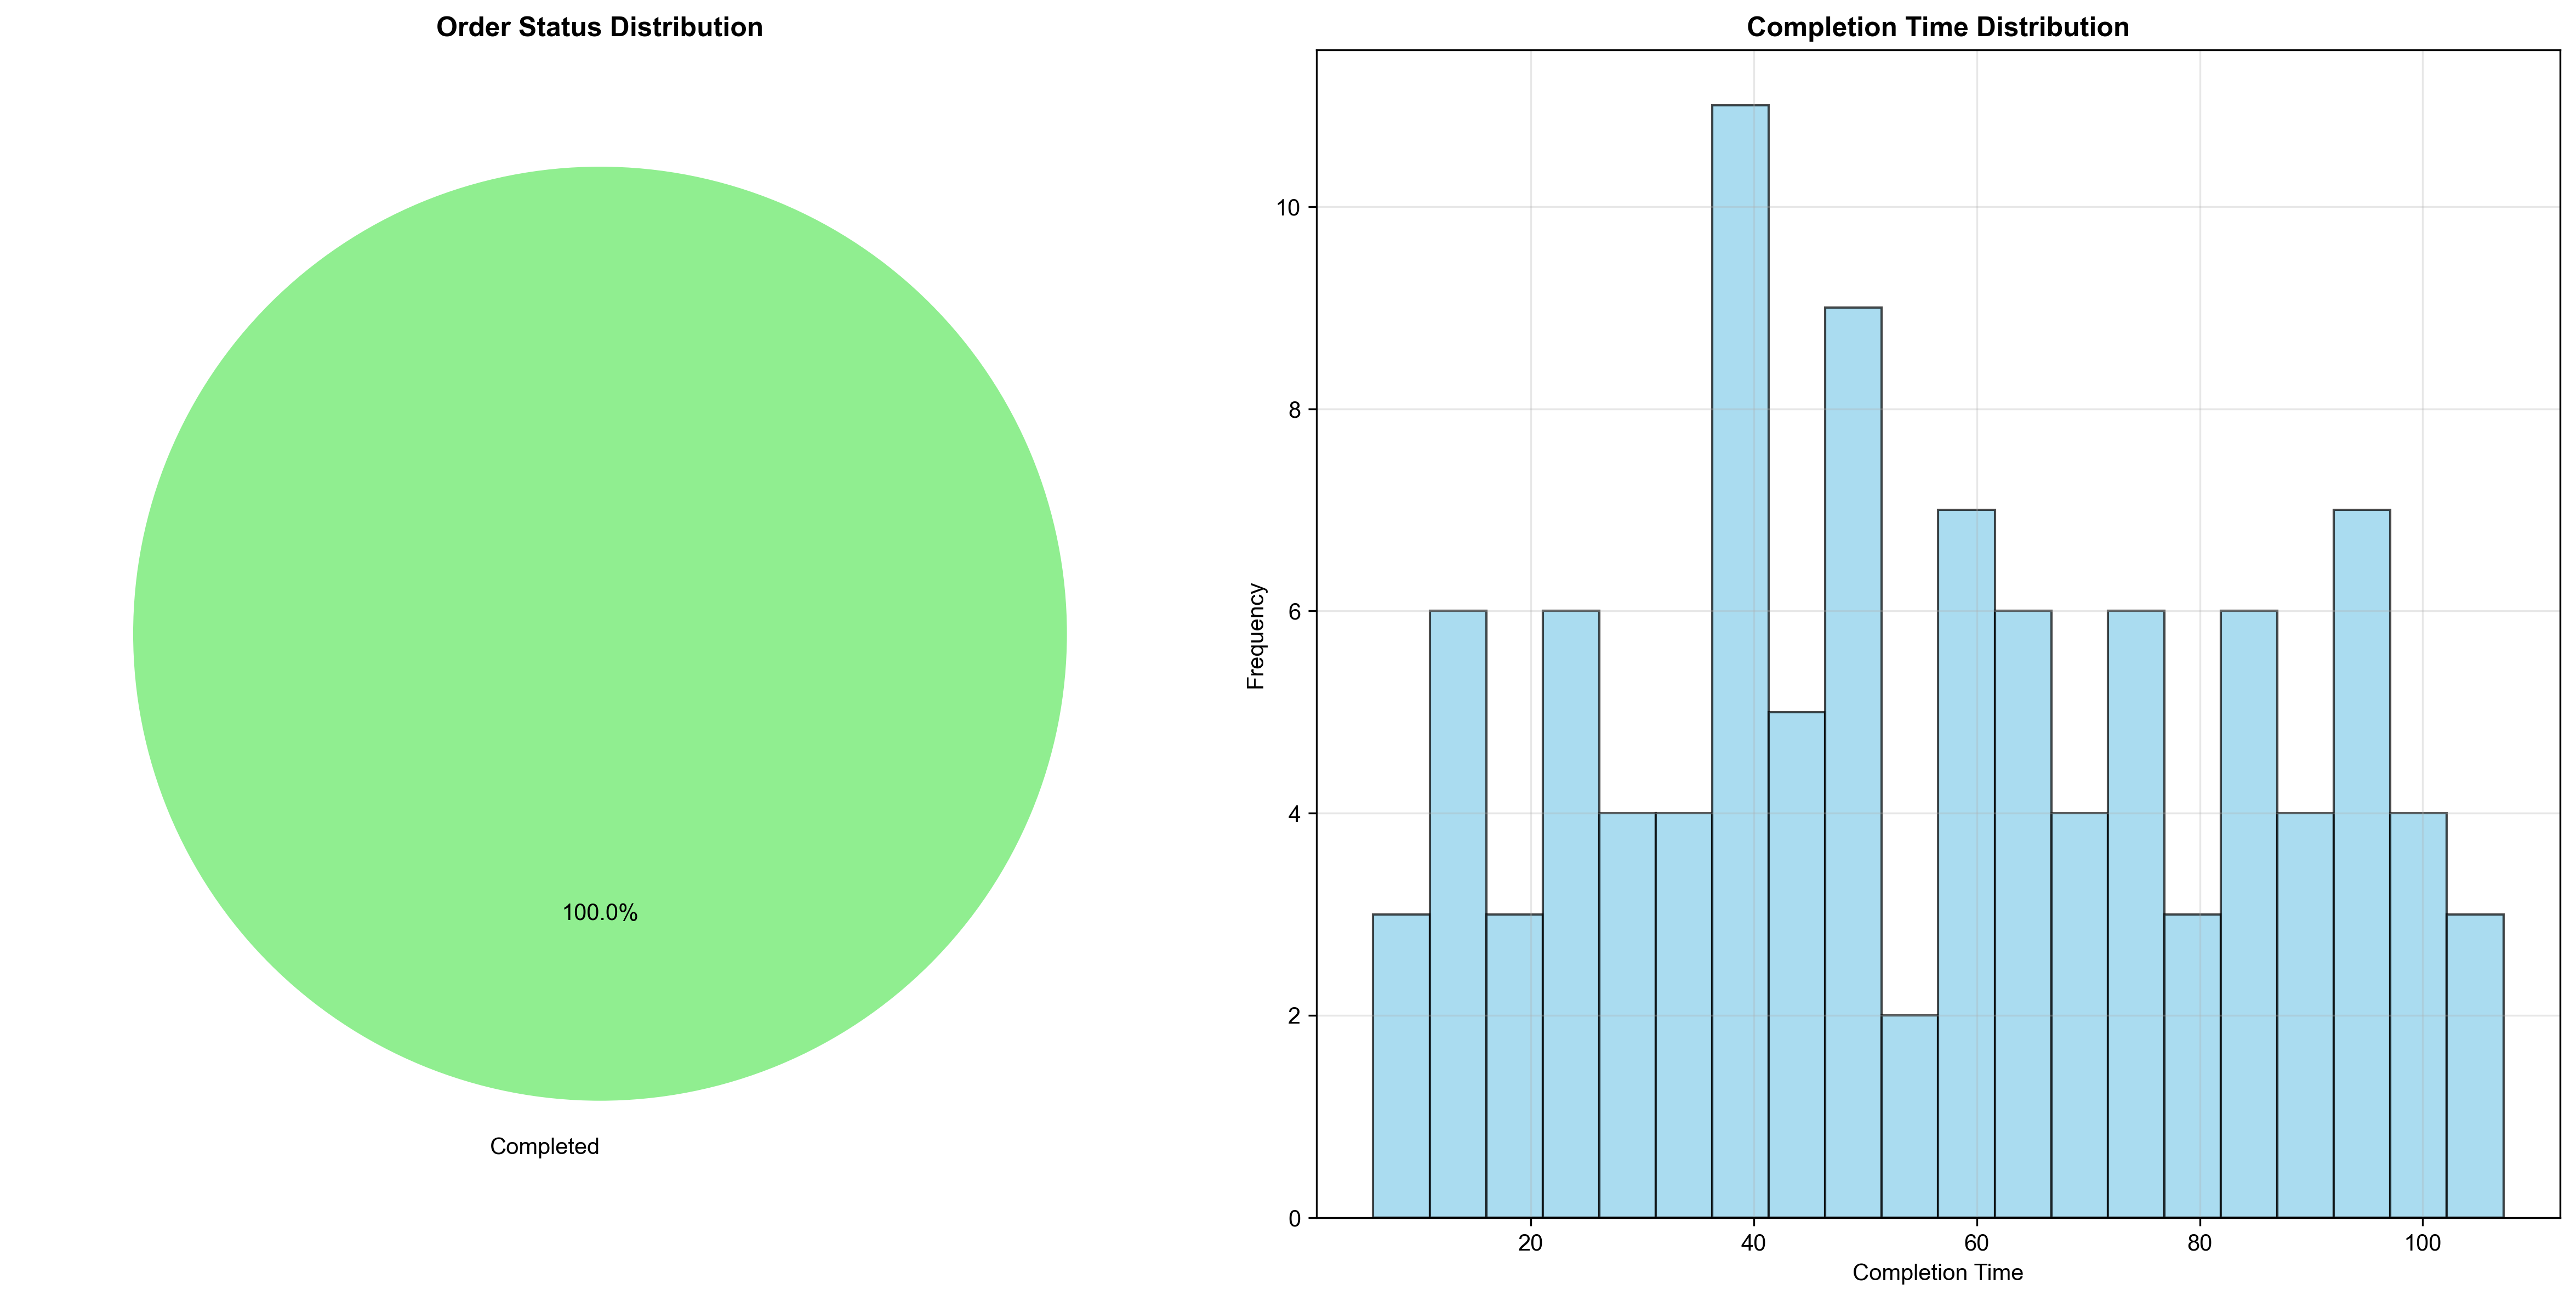 Order Status Distribution
100.0%
Completed
Completion Time Distribution
Frequency
10
8
6
4
2
0
20 40 60 80 100
Completion Time